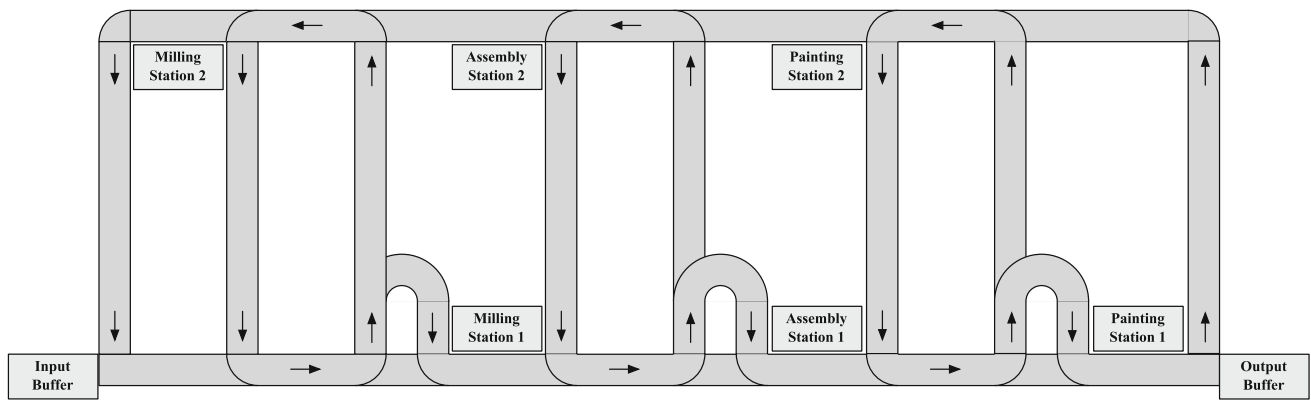 Milling
Station 2
Assembly
Station 2
Painting
Station 2
Milling
Station 1
Assembly
Station 1
Painting
Station 1
Input
Buffer
Output
Buffer